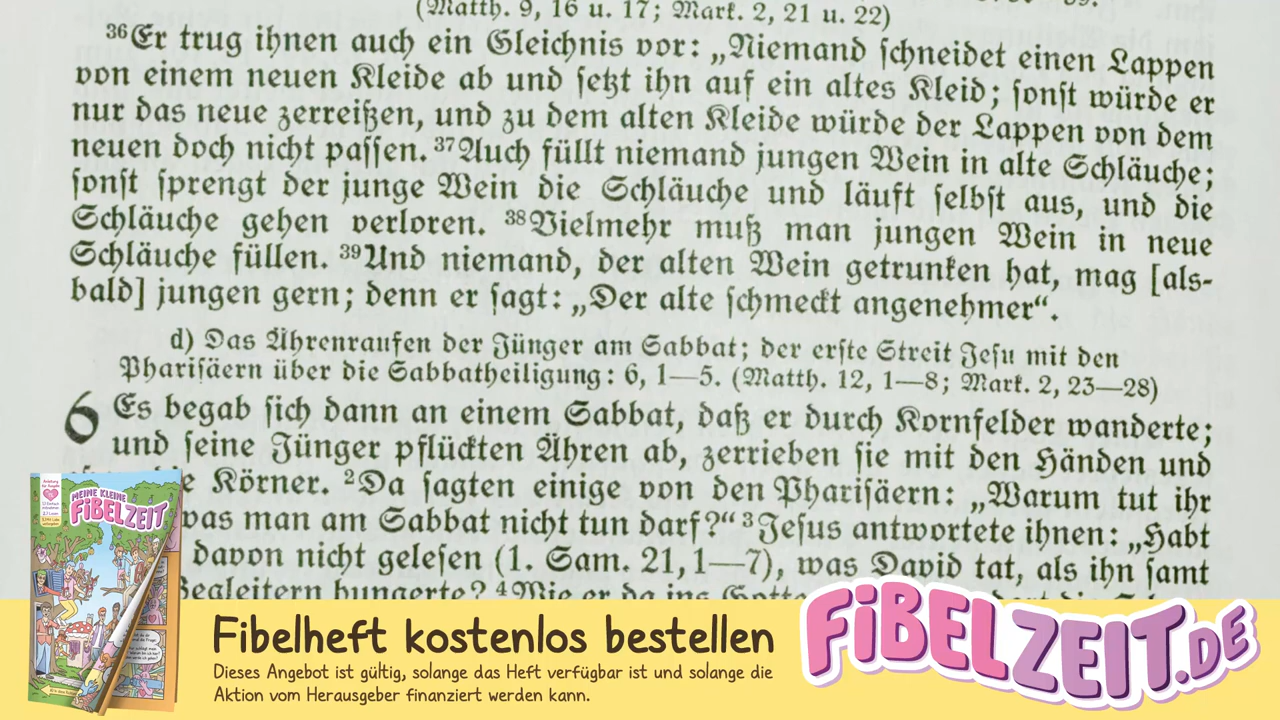 (Matth. 9, 16 u. 17; Mark. 2, 21 u. 22)
³⁶Er trug ihnen auch ein Gleichnis vor: „Niemand schneidet einen Lappen
von einem neuen Kleide ab und setzt ihn auf ein altes Kleid; sonst würde er
nur das neue zerreißen, und zu dem alten Kleide würde der Lappen von dem
neuen doch nicht passen. ³⁷Auch füllt niemand jungen Wein in alte Schläuche;
sonst sprengt der junge Wein die Schläuche und läuft selbst aus, und die
Schläuche gehen verloren. ³⁸Vielmehr muß man jungen Wein in neue
Schläuche füllen. ³⁹Und niemand, der alten Wein getrunken hat, mag [als-
bald] jungen gern; denn er sagt: „Der alte schmeckt angenehmer“.
d) Das Ährenraufen der Jünger am Sabbat; der erste Streit Jesu mit den
Pharisäern über die Sabbatheiligung: 6, 1—5. (Matth. 12, 1—8; Mark. 2, 23—28)
6 Es begab sich dann an einem Sabbat, daß er durch Kornfelder wanderte;
und seine Jünger pflückten Ähren ab, zerrieben sie mit den Händen und
Körner. ²Da sagten einige von den Pharisäern: „Warum tut ihr
was man am Sabbat nicht tun darf?“ ³Jesus antwortete ihnen: „Habt
davon nicht gelesen (1. Sam. 21, 1—7), was David tat, als ihn samt
Begleitern hungerte? ⁴Wie er da ins
MEINE KLEINE
FIBELZEIT
Fibelheft kostenlos bestellen
Dieses Angebot ist gültig, solange das Heft verfügbar ist und solange die
Aktion vom Herausgeber finanziert werden kann.
FiBELZEIT.DE